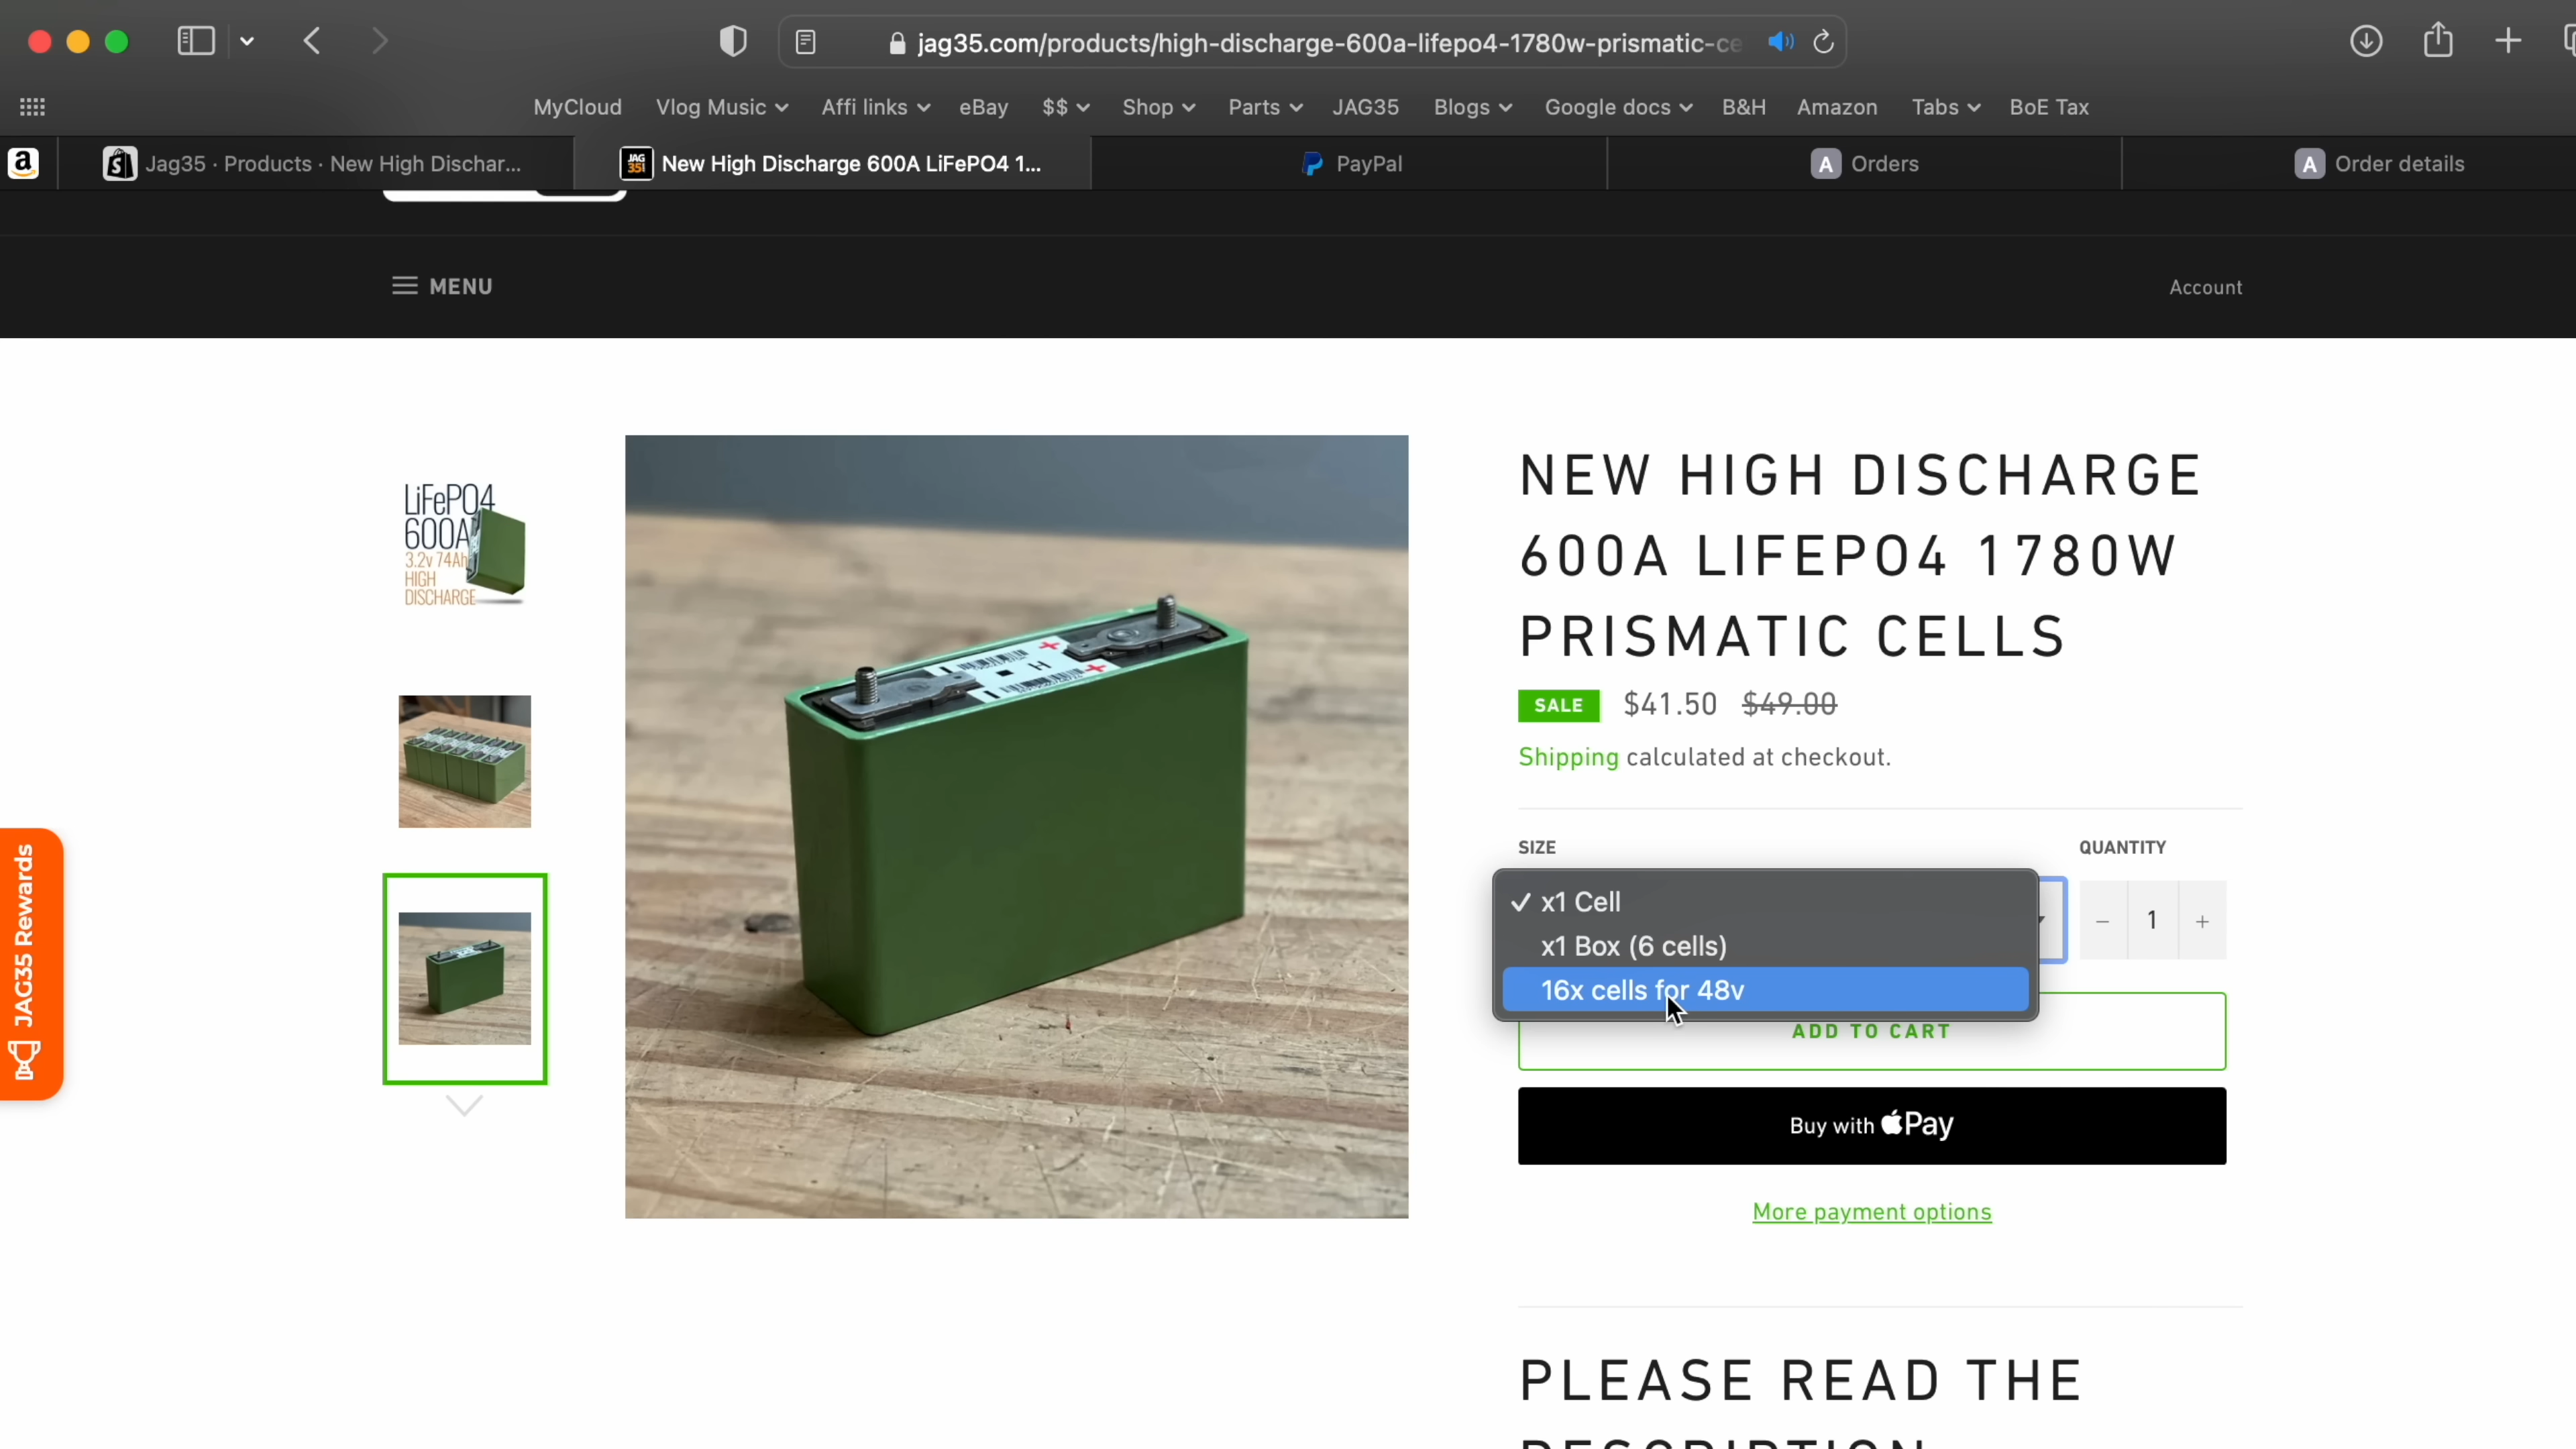 jag35.com/products/high-discharge-600a-lifepo4-1780w-prismatic-ce
MyCloud Vlog Music Affi links eBay $$ Shop Parts JAG35 Blogs Google docs B&H Amazon Tabs BoE Tax
Jag35 · Products · New High Dischar... New High Discharge 600A LiFePO4 1... PayPal A Orders A Order details
MENU
Account
LiFePO4
600A
3.2v 74Ah
HIGH
DISCHARGE
NEW HIGH DISCHARGE
600A LIFEPO4 1780W
PRISMATIC CELLS
SALE $41.50 $49.00
Shipping calculated at checkout.
SIZE
QUANTITY
x1 Cell
x1 Box (6 cells)
16x cells for 48v
1
ADD TO CART
Buy with Pay
More payment options
JAG35 Rewards
PLEASE READ THE
DESCRIPTION